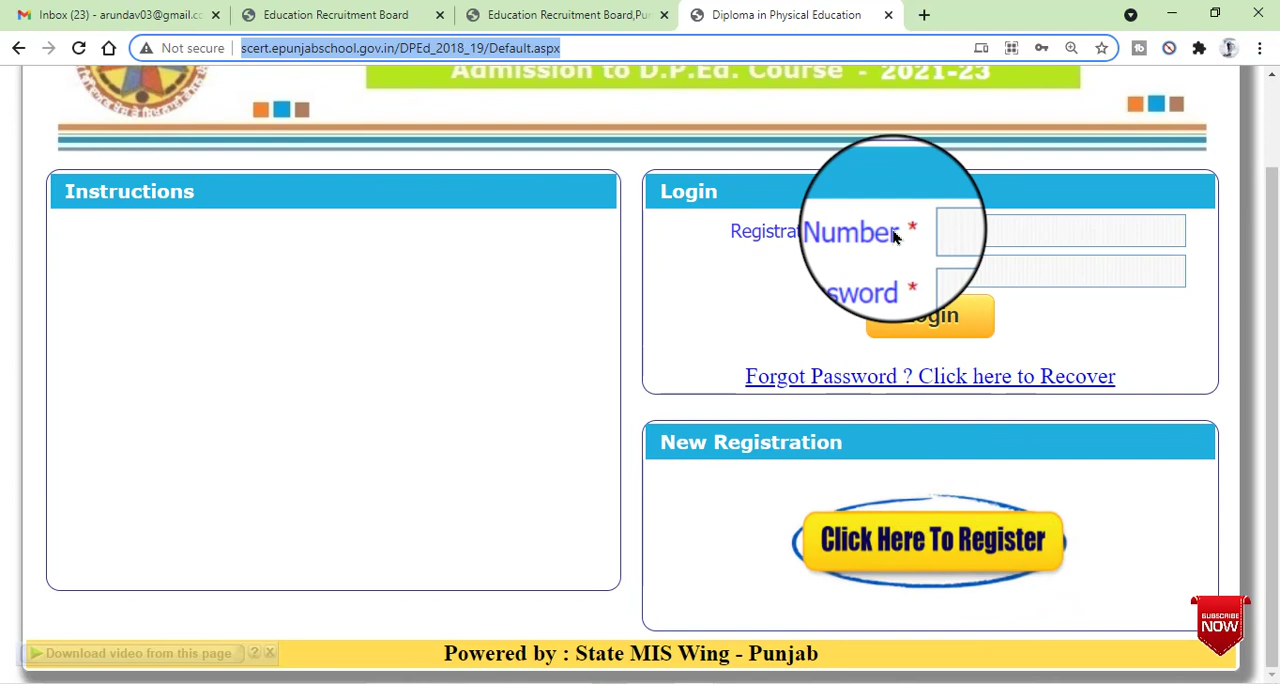 Inbox (23) - arundav03@gmail.cc
Education Recruitment Board
Education Recruitment Board,Pu
Diploma in Physical Education
Not secure
scert.epunjabschool.gov.in/DPEd_2018_19/Default.aspx
Admission to D.P.Ed. Course - 2021-23
Instructions
Login
Registrat Number *
sword *
Login
Forgot Password ? Click here to Recover
New Registration
Click Here To Register
SUBSCRIBE
NOW
Download video from this page ? X
Powered by : State MIS Wing - Punjab